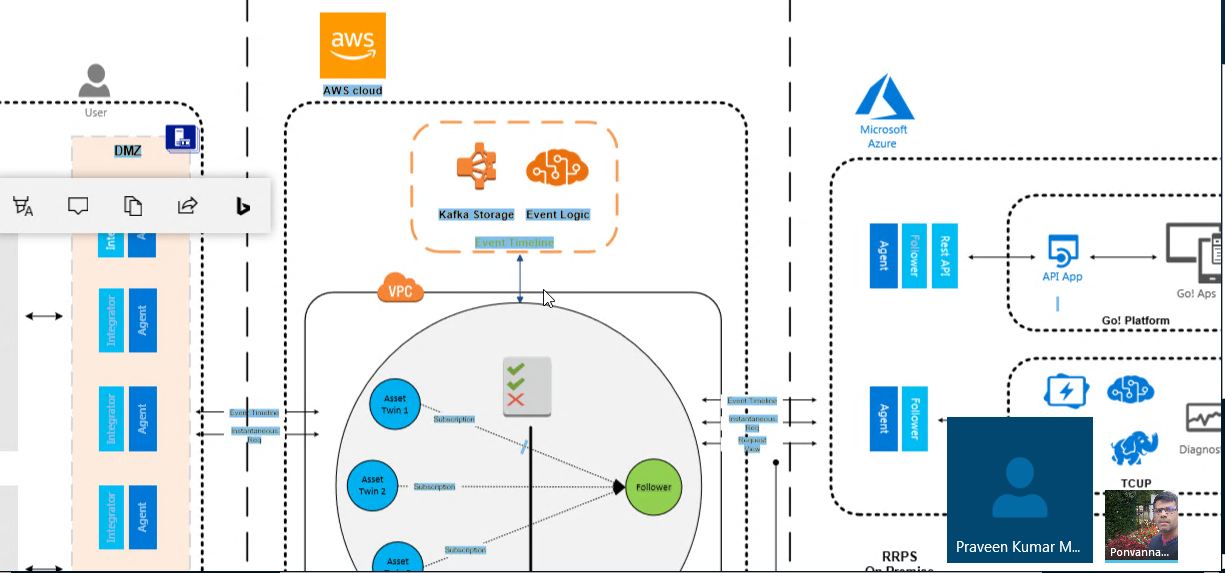 aws
AWS cloud
User
DMZ
Integrator
Agent
Integrator
Agent
Integrator
Agent
Kafka Storage
Event Logic
Event Timeline
VPC
Asset
Twin 1
Asset
Twin 2
Asset
Subscription
Subscription
Subscription
Follower
Event Timeline
Instantaneous
Req
Event Timeline
Instantaneous
Req
Request
View
Microsoft
Azure
Agent
Follower
Rest API
API App
Go! Aps
Go! Platform
Agent
Follower
Diagnos
TCUP
RRPS
On Premise
Praveen Kumar M...
Ponvanna...